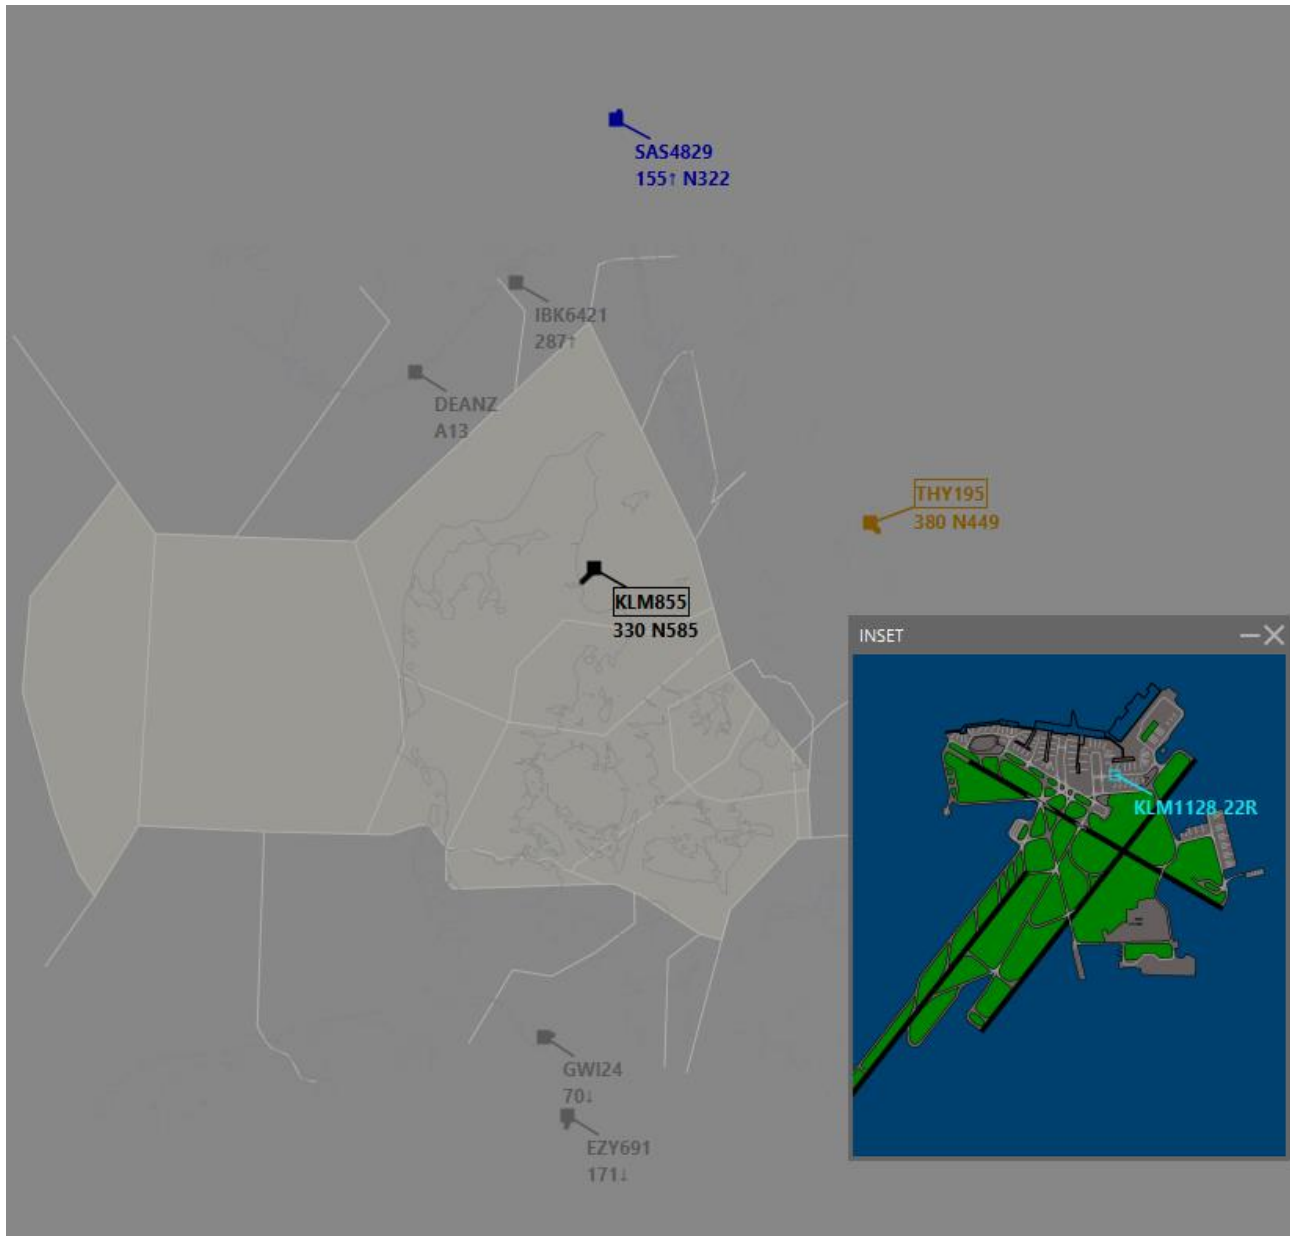 SAS4829
155↑ N322
IBK6421
287↑
DEANZ
A13
THY195
380 N449
KLM855
330 N585
INSET
KLM1128 22R
GWI24
70↓
EZY691
171↓